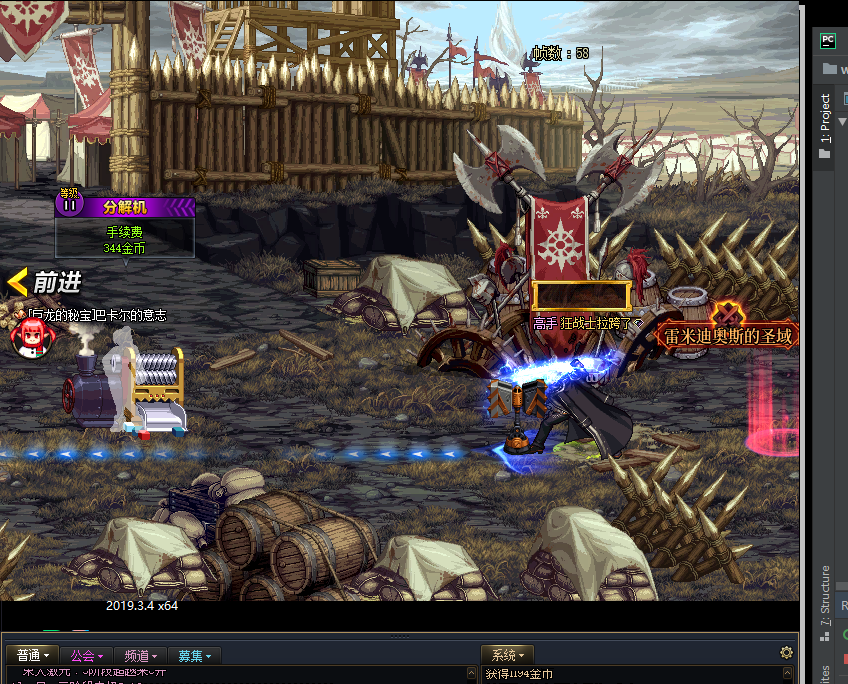 帧数：58
PC
W
1: Project
等级
11
分解机
手续费
344金币
前进
[巨龙的秘宝]巴卡尔的意志
高手 狂战士拉跨了
雷米迪奥斯的圣域
2019.3.4 x64
7: Structure
R
普通
公会
频道
募集
系统
获得1194金币